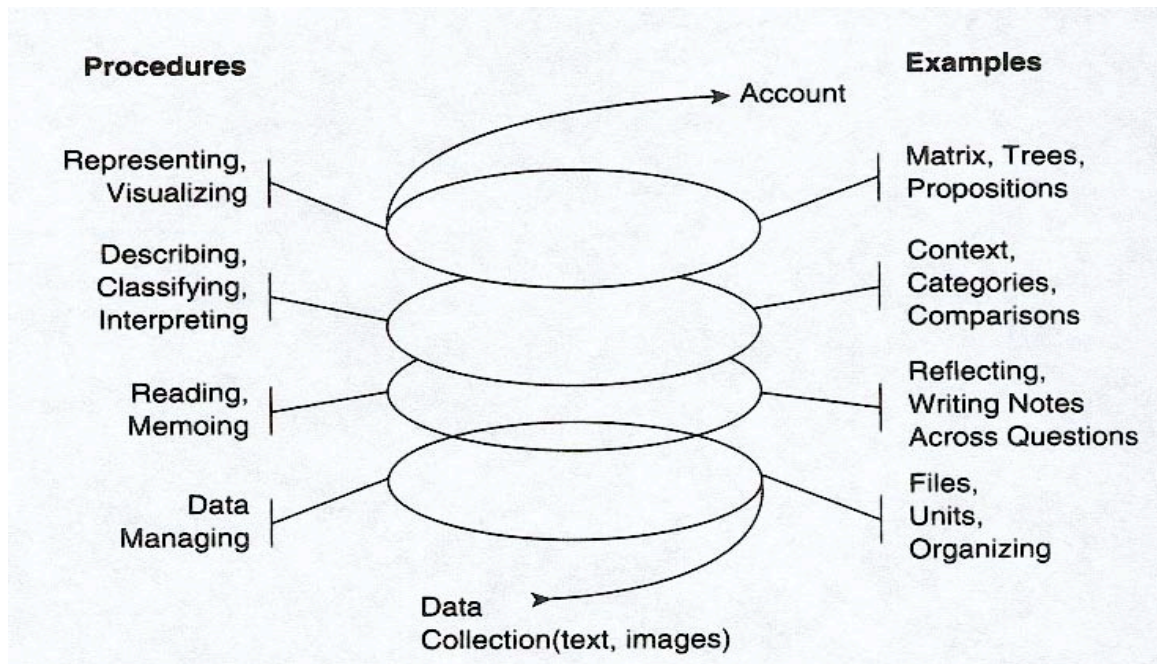 Procedures
Examples
Account
Representing,
Visualizing
Matrix, Trees,
Propositions
Describing,
Classifying,
Interpreting
Context,
Categories,
Comparisons
Reading,
Memoing
Reflecting,
Writing Notes
Across Questions
Data
Managing
Files,
Units,
Organizing
Data
Collection(text, images)